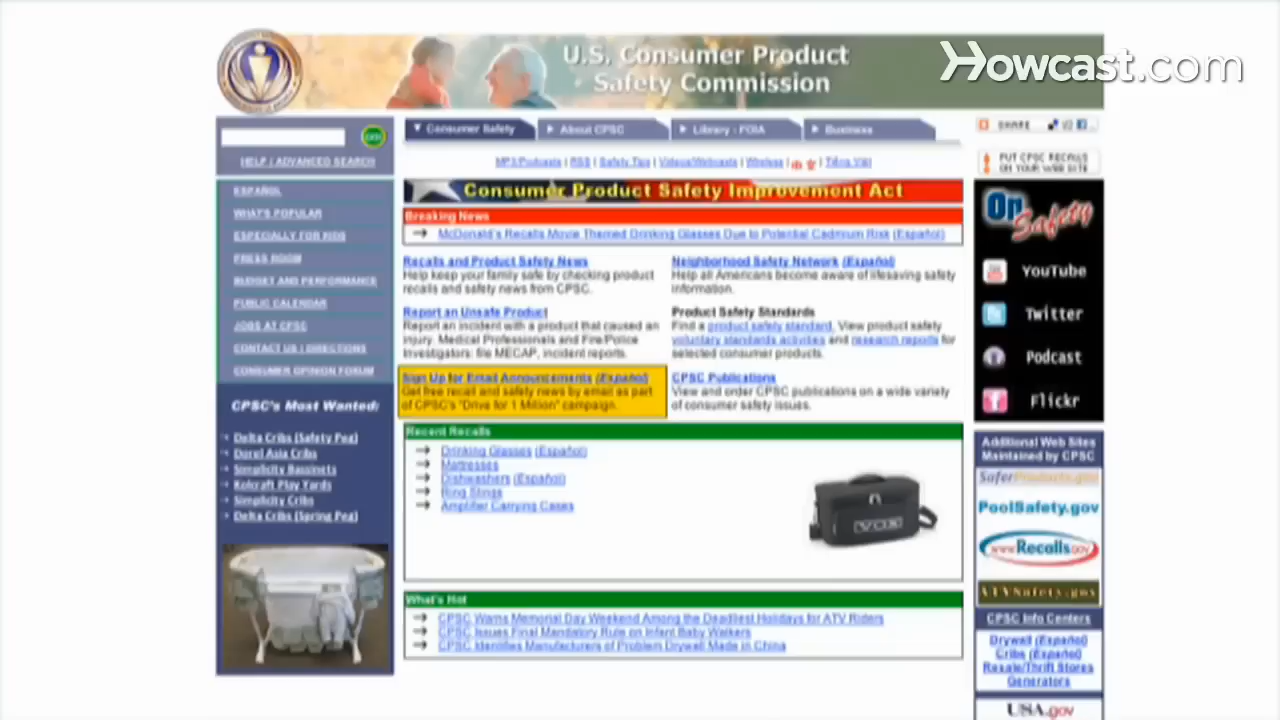 U.S. Consumer Product
Safety Commission
Howcast.com
Consumer Safety
About CPSC
Library - FOIA
Business
SHARE
HELP / ADVANCED SEARCH
MP3/Podcasts | RSS | Safety Tips | Videos/Webcasts | Wireless | | Tiếng Việt
PUT CPSC RECALLS
ON YOUR WEB SITE
ESPAÑOL
WHAT'S POPULAR
ESPECIALLY FOR KIDS
PRESS ROOM
BUDGET AND PERFORMANCE
PUBLIC CALENDAR
JOBS AT CPSC
CONTACT US / DIRECTIONS
CONSUMER OPINION FORUM
CPSC's Most Wanted:
Delta Cribs (Safety Peg)
Dorel Asia Cribs
Simplicity Bassinets
Kolcraft Play Yards
Simplicity Cribs
Delta Cribs (Spring Peg)
Consumer Product Safety Improvement Act
Breaking News
McDonald's Recalls Movie Themed Drinking Glasses Due to Potential Cadmium Risk (Español)
Recalls and Product Safety News
Help keep your family safe by checking product
recalls and safety news from CPSC.
Report an Unsafe Product
Report an incident with a product that caused an
injury. Medical Professionals and Fire/Police
Investigators: file MECAP, incident reports.
Sign Up for Email Announcements (Español)
Get free recall and safety news by email as part
of CPSC's "Drive for 1 Million" campaign.
Neighborhood Safety Network (Español)
Help all Americans become aware of lifesaving safety
information.
Product Safety Standards
Find a product safety standard. View product safety
voluntary standards activities and research reports for
selected consumer products.
CPSC Publications
View and order CPSC publications on a wide variety
of consumer safety issues.
Recent Recalls
Drinking Glasses (Español)
Mattresses
Dishwashers (Español)
Ring Slings
Amplifier Carrying Cases
VOX
What's Hot
CPSC Warns Memorial Day Weekend Among the Deadliest Holidays for ATV Riders
CPSC Issues Final Mandatory Rule on Infant Baby Walkers
CPSC Identifies Manufacturers of Problem Drywall Made in China
On
Safety
YouTube
Twitter
Podcast
Flickr
Additional Web Sites
Maintained by CPSC
SaferProducts.gov
PoolSafety.gov
www.Recalls.gov
ATVSafety.gov
CPSC Info Centers
Drywall (Español)
Cribs (Español)
Resale/Thrift Stores
Generators
USA.gov